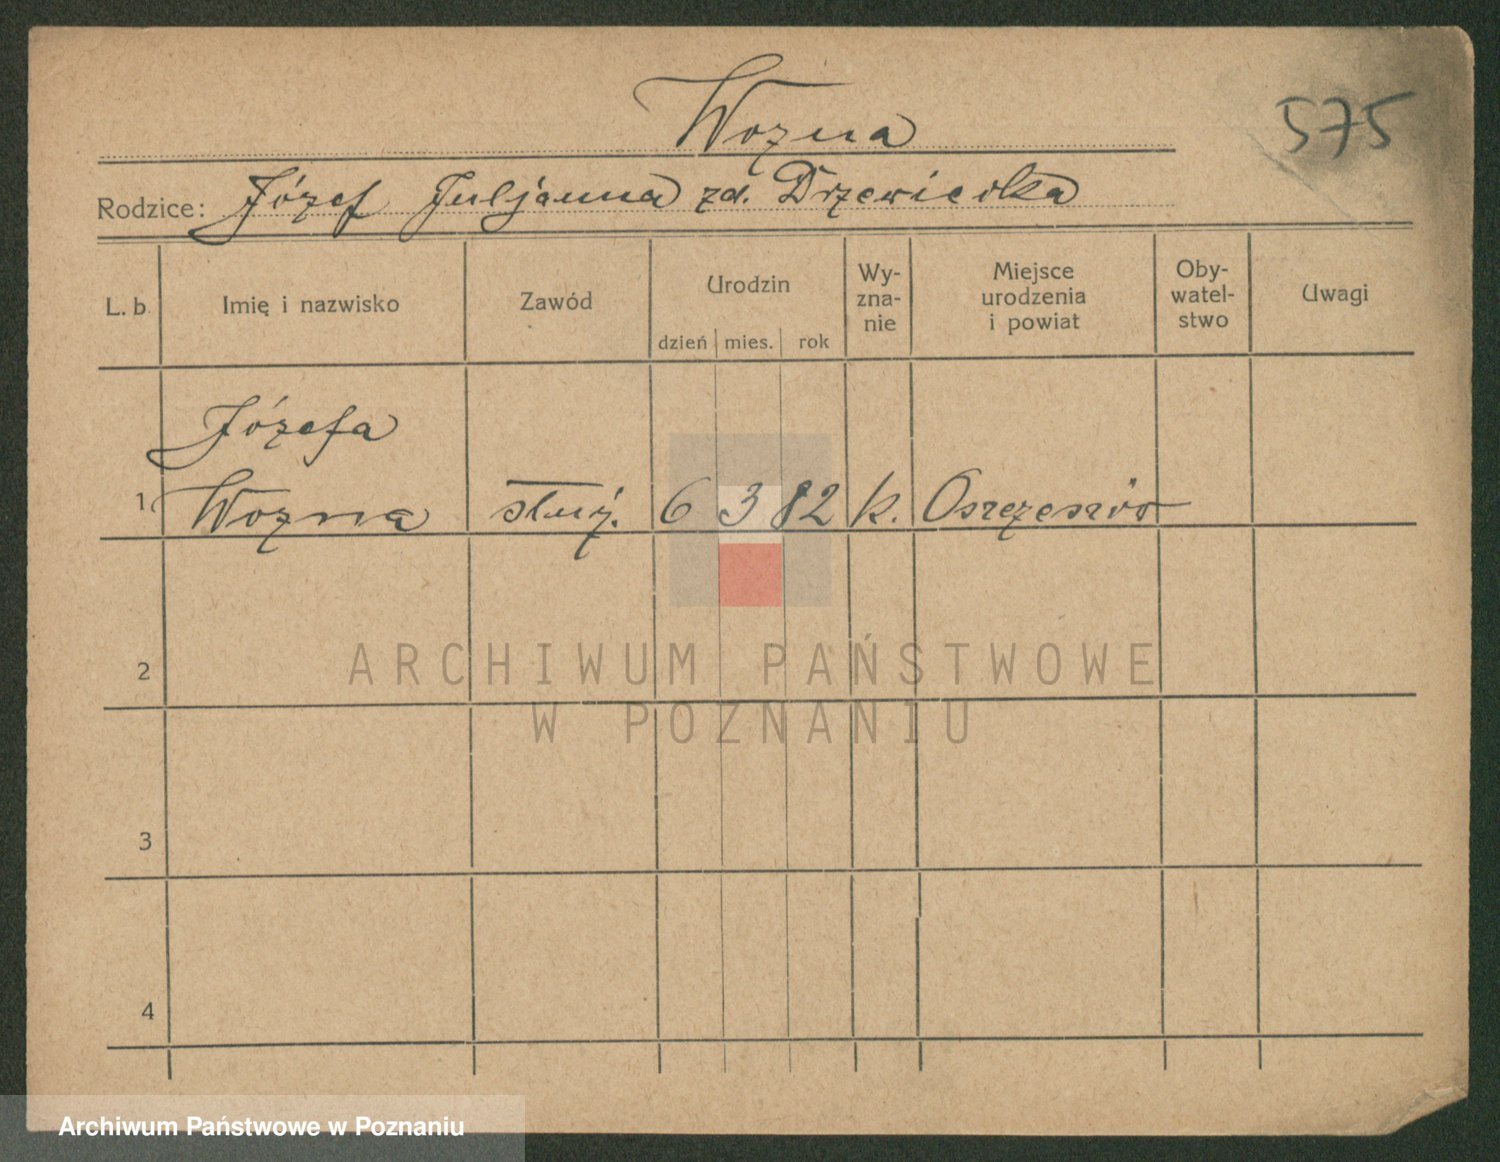 Wozna
575
Rodzice: Józef Juljanna zd. Drzewiecka
L. b. Imię i nazwisko Zawód Urodzin dzień mies. rok Wy-zna-nie Miejsce urodzenia i powiat Oby-watel-stwo Uwagi
Józefa
1 Wozna służ. 6 3 82 k.
2
3
4
ARCHIWUM PAŃSTWOWE
W POZNANIU
Archiwum Państwowe w Poznaniu